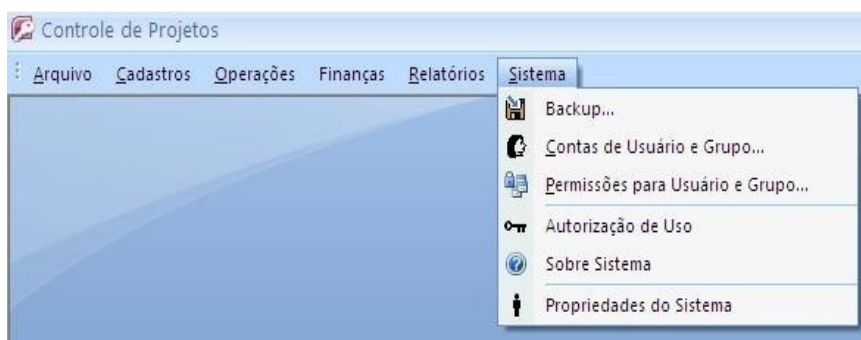 Controle de Projetos
Arquivo Cadastros Operações Finanças Relatórios Sistema
Backup...
Contas de Usuário e Grupo...
Permissões para Usuário e Grupo...
Autorização de Uso
Sobre Sistema
Propriedades do Sistema